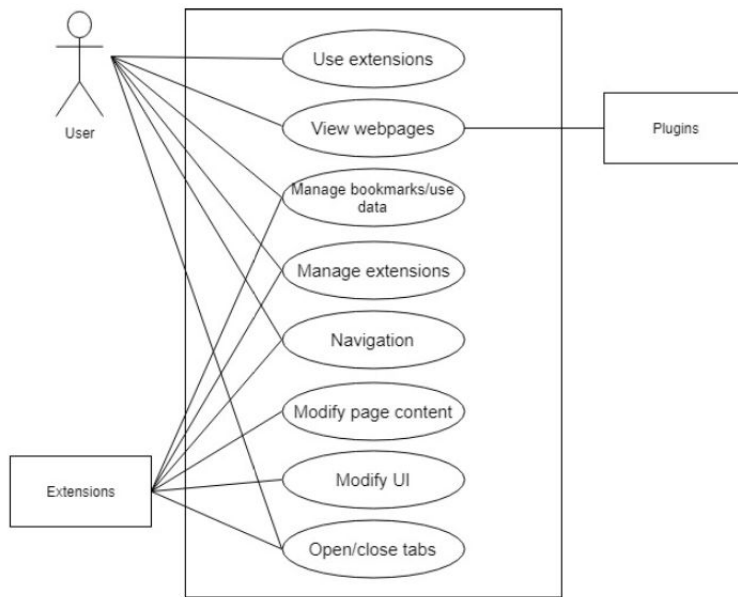 Use extensions
User
View webpages
Plugins
Manage bookmarks/use
data
Manage extensions
Navigation
Modify page content
Extensions
Modify UI
Open/close tabs